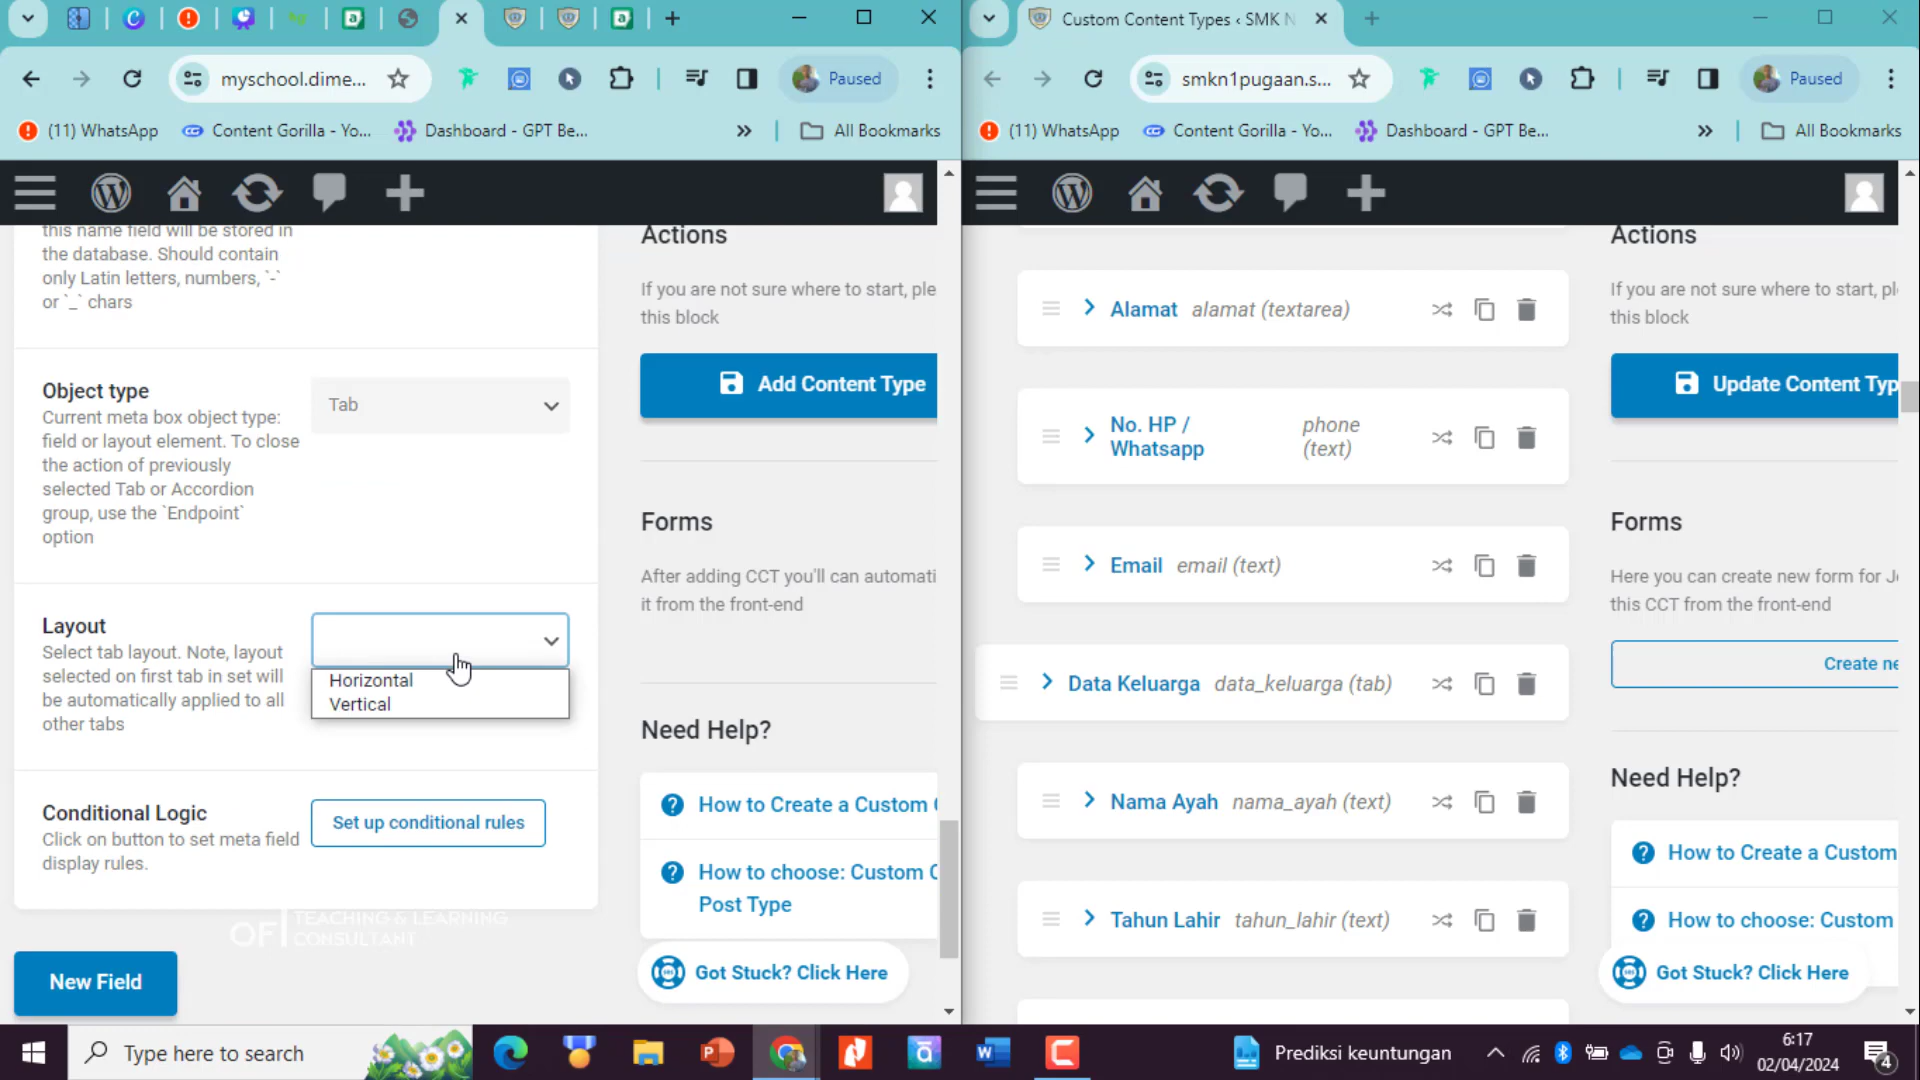 Custom Content Types ‹ SMK N
myschool.dime...
Paused
smkn1pugaan.s...
Paused
(11) WhatsApp
Content Gorilla - Yo...
Dashboard - GPT Be...
»
All Bookmarks
(11) WhatsApp
Content Gorilla - Yo...
Dashboard - GPT Be...
»
All Bookmarks
this name field will be stored in
the database. Should contain
only Latin letters, numbers, `-`
or `_` chars
Object type
Current meta box object type:
field or layout element. To close
the action of previously
selected Tab or Accordion
group, use the `Endpoint`
option
Tab
Layout
Select tab layout. Note, layout
selected on first tab in set will
be automatically applied to all
other tabs
Horizontal
Vertical
Conditional Logic
Click on button to set meta field
display rules.
Set up conditional rules
OF
TEACHING & LEARNING
CONSULTANT
New Field
Actions
If you are not sure where to start, ple
this block
Add Content Type
Forms
After adding CCT you'll can automati
it from the front-end
Need Help?
How to Create a Custom C
How to choose: Custom C
Post Type
Got Stuck? Click Here
Alamat alamat (textarea)
No. HP /
Whatsapp
phone
(text)
Email email (text)
Data Keluarga data_keluarga (tab)
Nama Ayah nama_ayah (text)
Tahun Lahir tahun_lahir (text)
Actions
If you are not sure where to start, pl
this block
Update Content Typ
Forms
Here you can create new form for J
this CCT from the front-end
Create ne
Need Help?
How to Create a Custom
How to choose: Custom
Got Stuck? Click Here
Type here to search
Prediksi keuntungan
6:17
02/04/2024
4